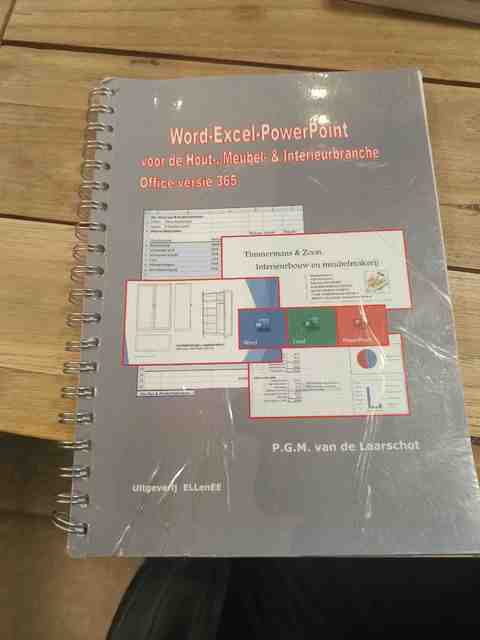 Word-Excel-PowerPoint
voor de Hout-, Meubel- & Interieurbranche
Office versie 365
Timmermans & Zoon,
Interieurbouw en meubelmakerij
Word
Excel
PowerPoint
P.G.M. van de Laarschot
Uitgeverij ELLenEE